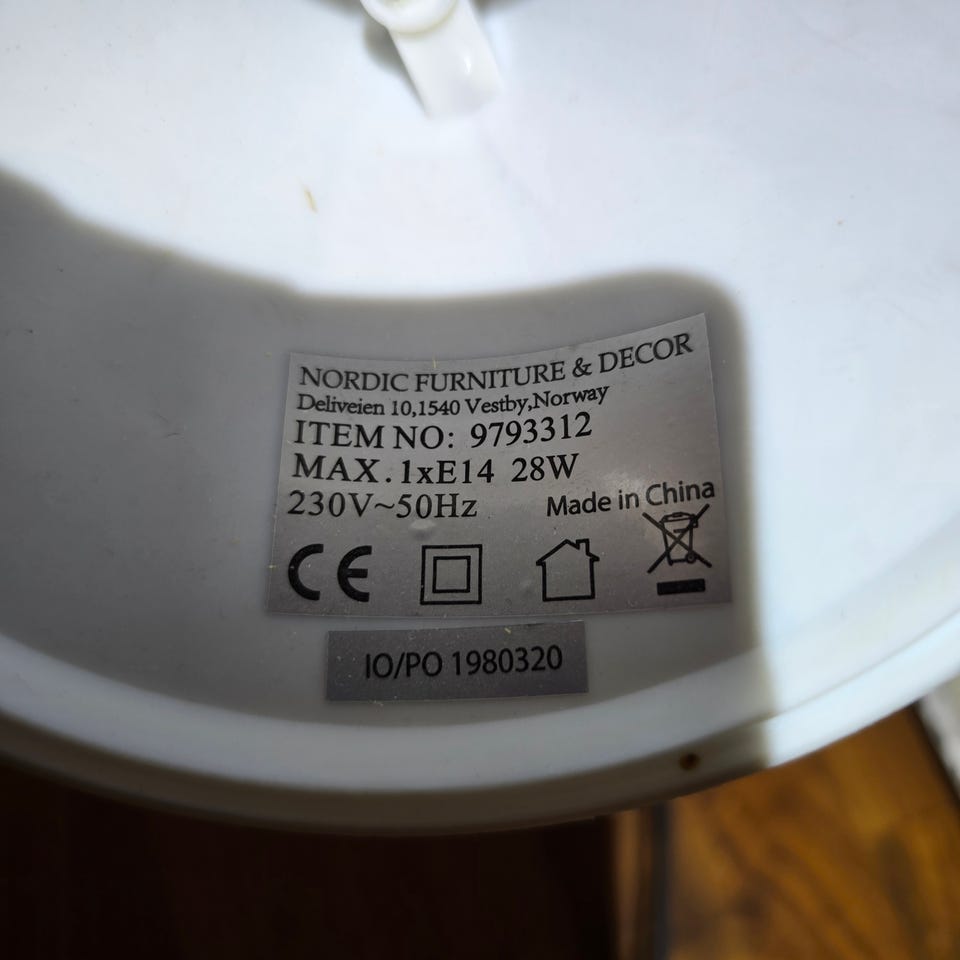 NORDIC FURNITURE & DECOR
Deliveien 10,1540 Vestby,Norway
ITEM NO: 9793312
MAX.1xE14 28W
230V~50Hz Made in China
CE
IO/PO 1980320